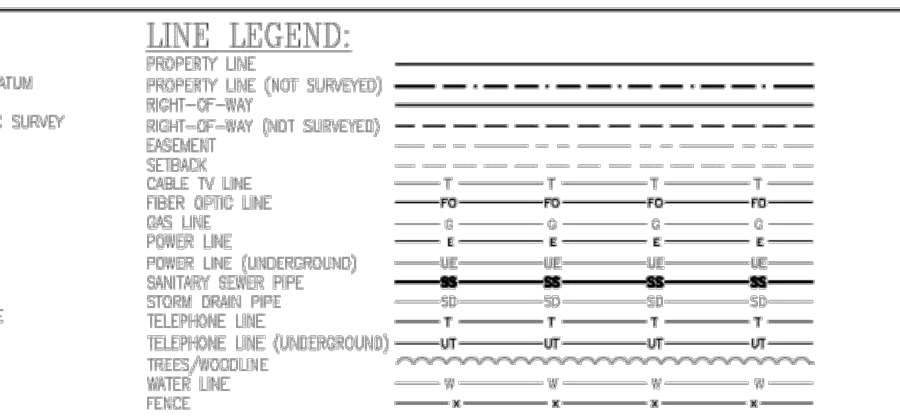 LINE LEGEND:
PROPERTY LINE
ATUM
PROPERTY LINE (NOT SURVEYED)
RIGHT-OF-WAY
SURVEY
RIGHT-OF-WAY (NOT SURVEYED)
EASEMENT
SETBACK
CABLE TV LINE T T T T
FIBER OPTIC LINE FO FO FO FO
GAS LINE G G G G
POWER LINE E E E E
POWER LINE (UNDERGROUND) UE UE UE UE
SANITARY SEWER PIPE SS SS SS SS
STORM DRAIN PIPE SD SD SD SD
TELEPHONE LINE T T T T
TELEPHONE LINE (UNDERGROUND) UT UT UT UT
TREES/WOODLINE
WATER LINE W W W W
FENCE x x x x